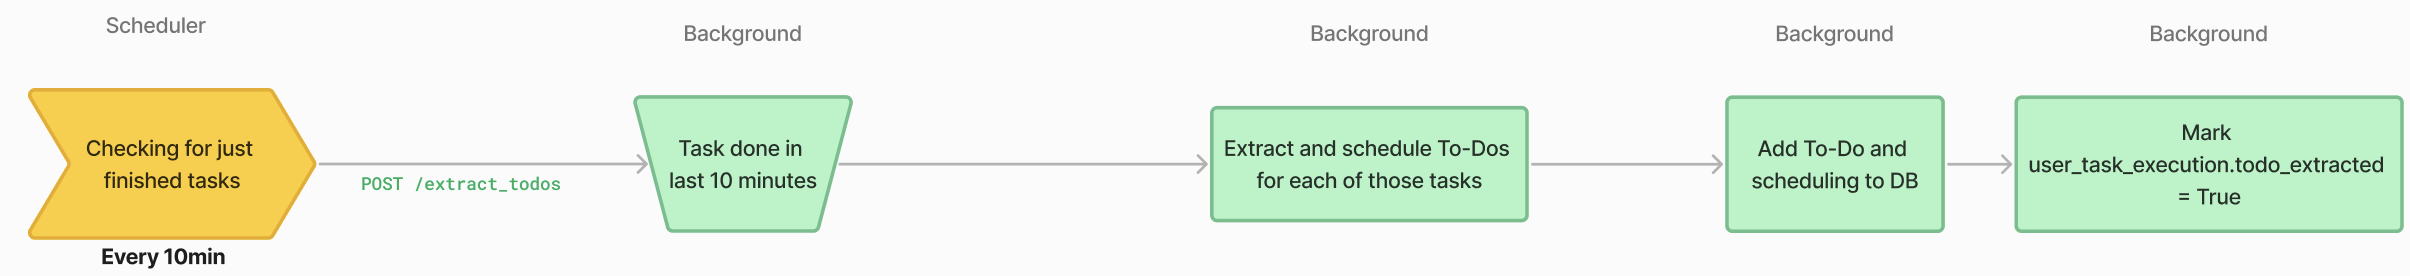 Scheduler
Background
Background
Background
Background
Checking for just
finished tasks
Every 10min
POST /extract_todos
Task done in
last 10 minutes
Extract and schedule To-Dos
for each of those tasks
Add To-Do and
scheduling to DB
Mark
user_task_execution.todo_extracted
= True